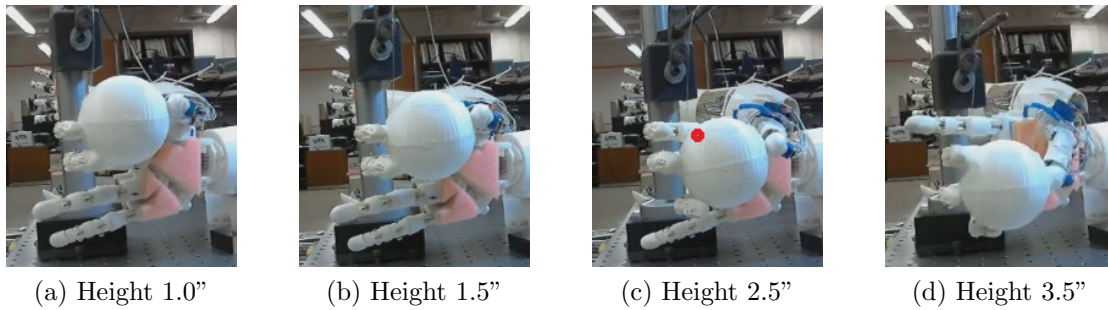 (a) Height 1.0”
(b) Height 1.5”
(c) Height 2.5”
(d) Height 3.5”